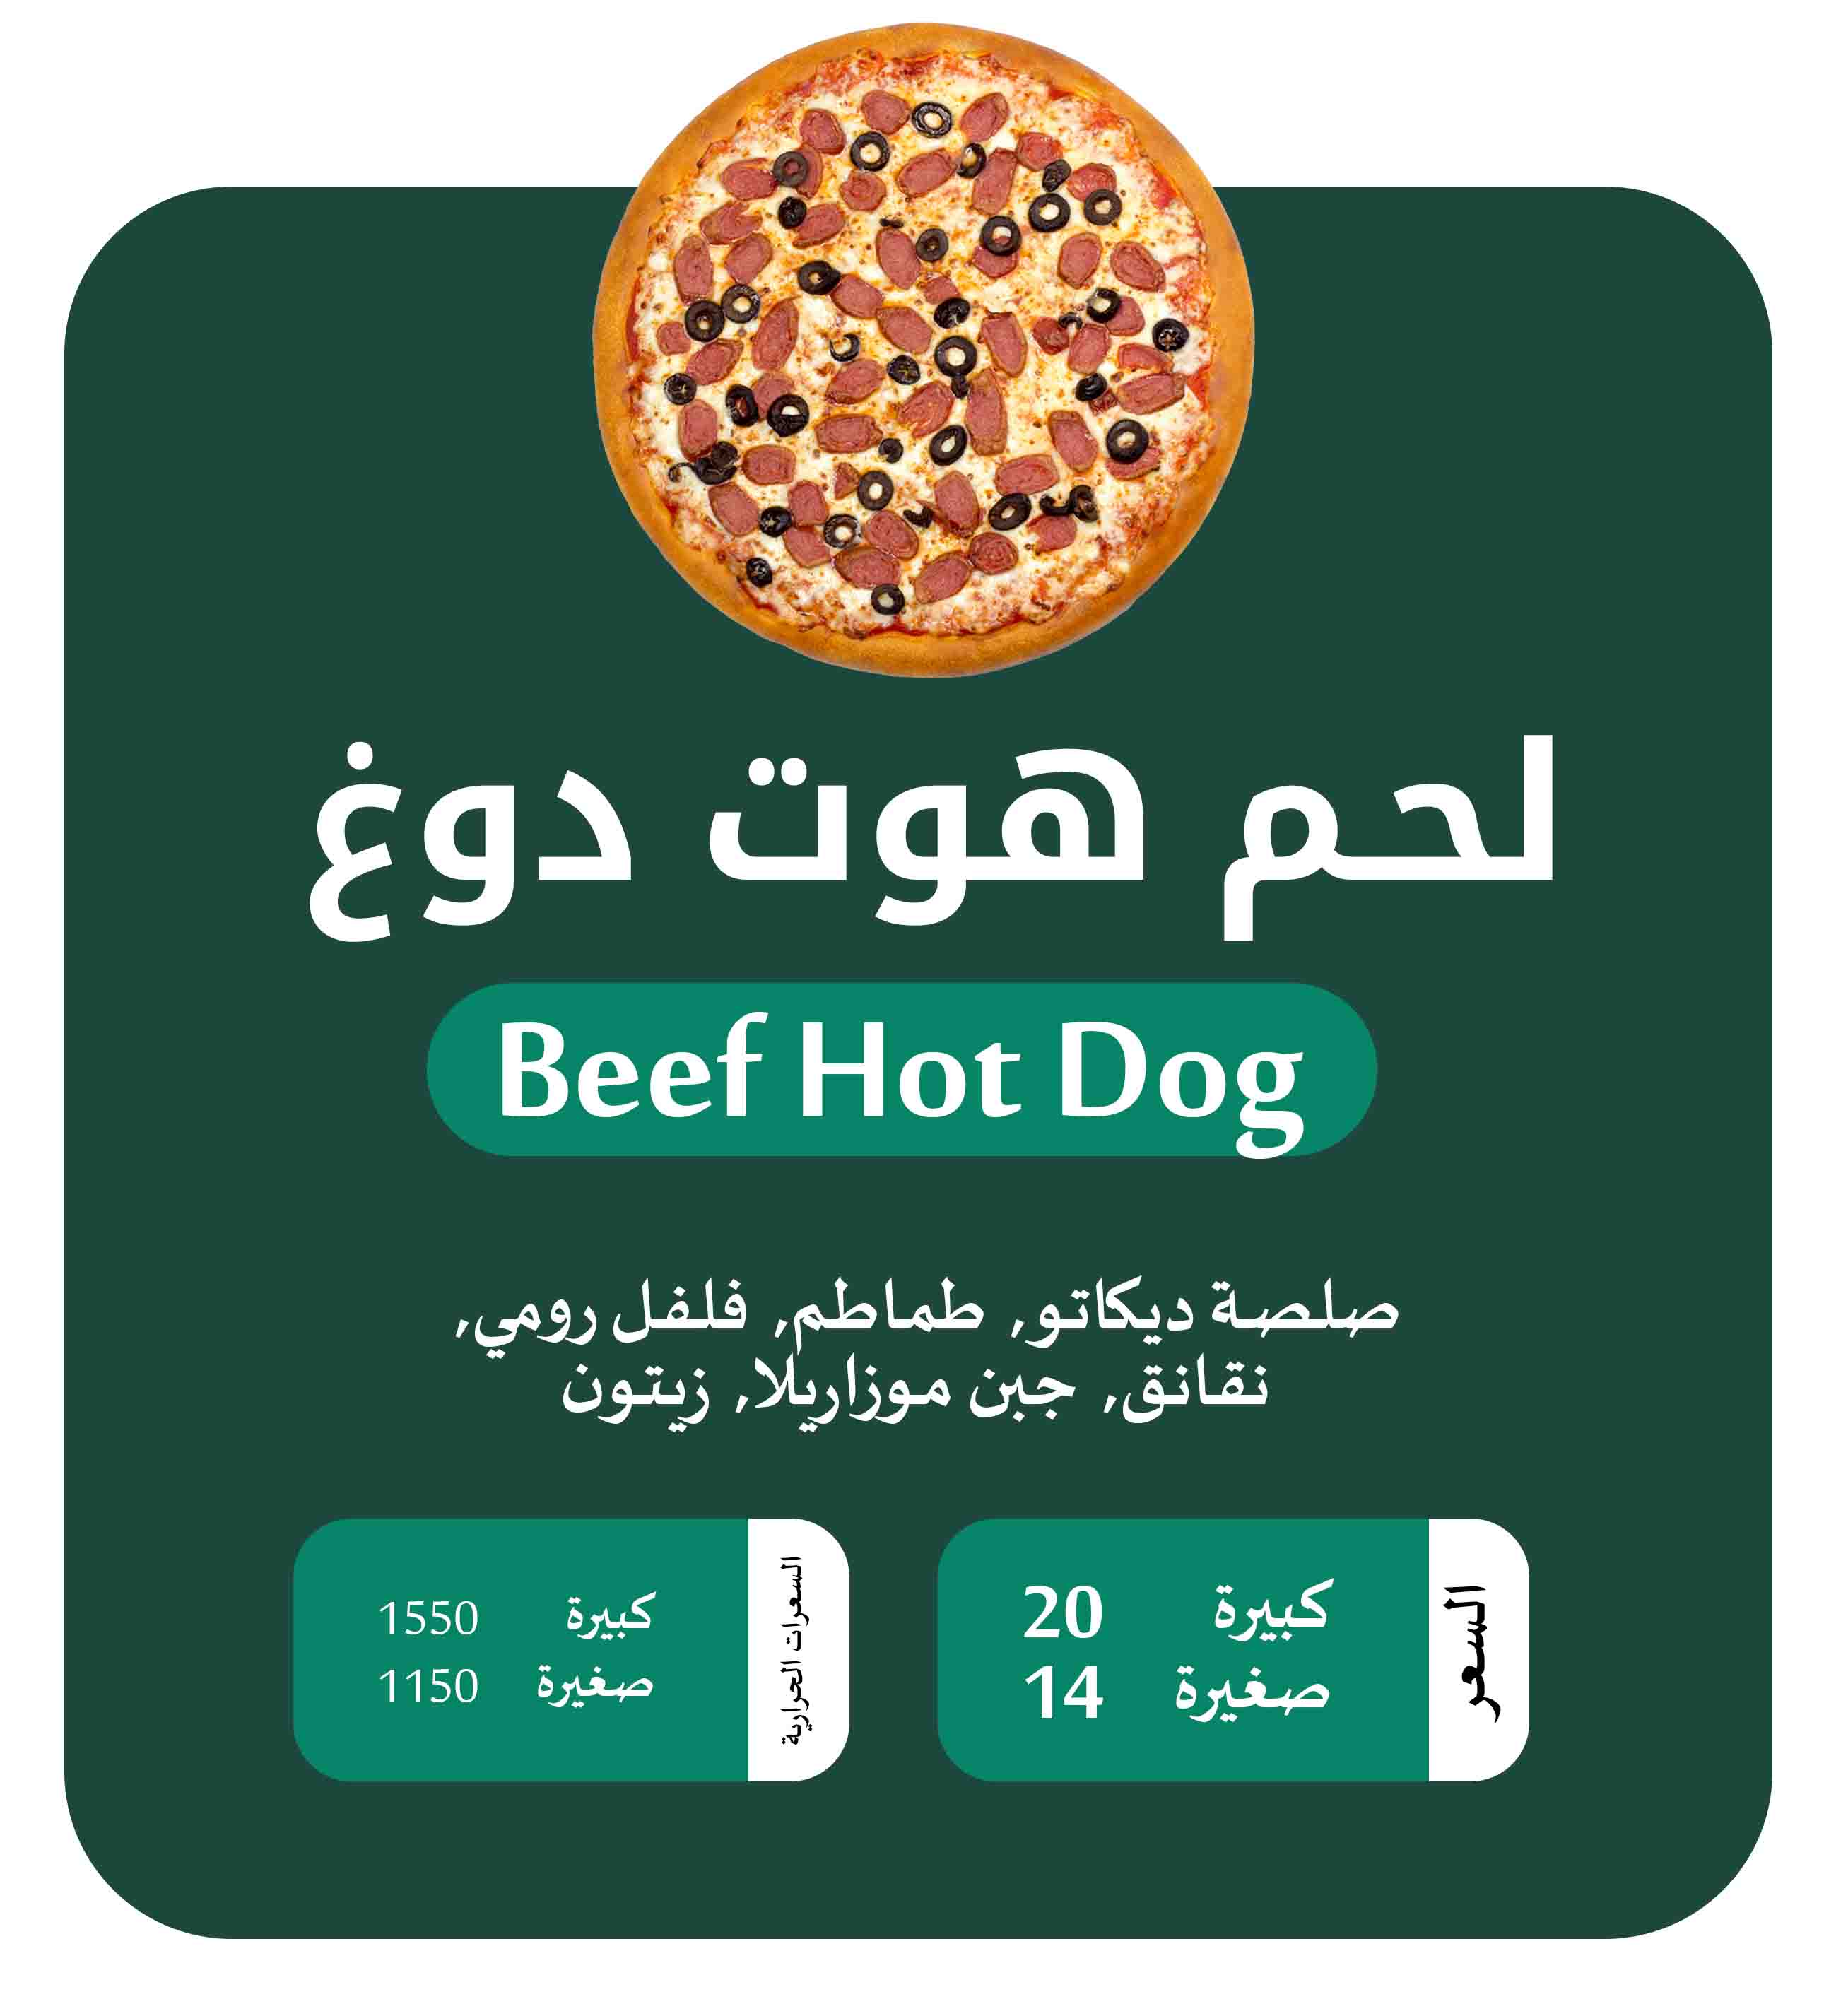 لحم هوت دوغ
Beef Hot Dog
صلصة ديكاتو, طماطم, فلفل رومي,
نقانق, جبن موزاريلا, زيتون
السعر
كبيرة 20
صغيرة 14
السعرات الحرارية
كبيرة 1550
صغيرة 1150